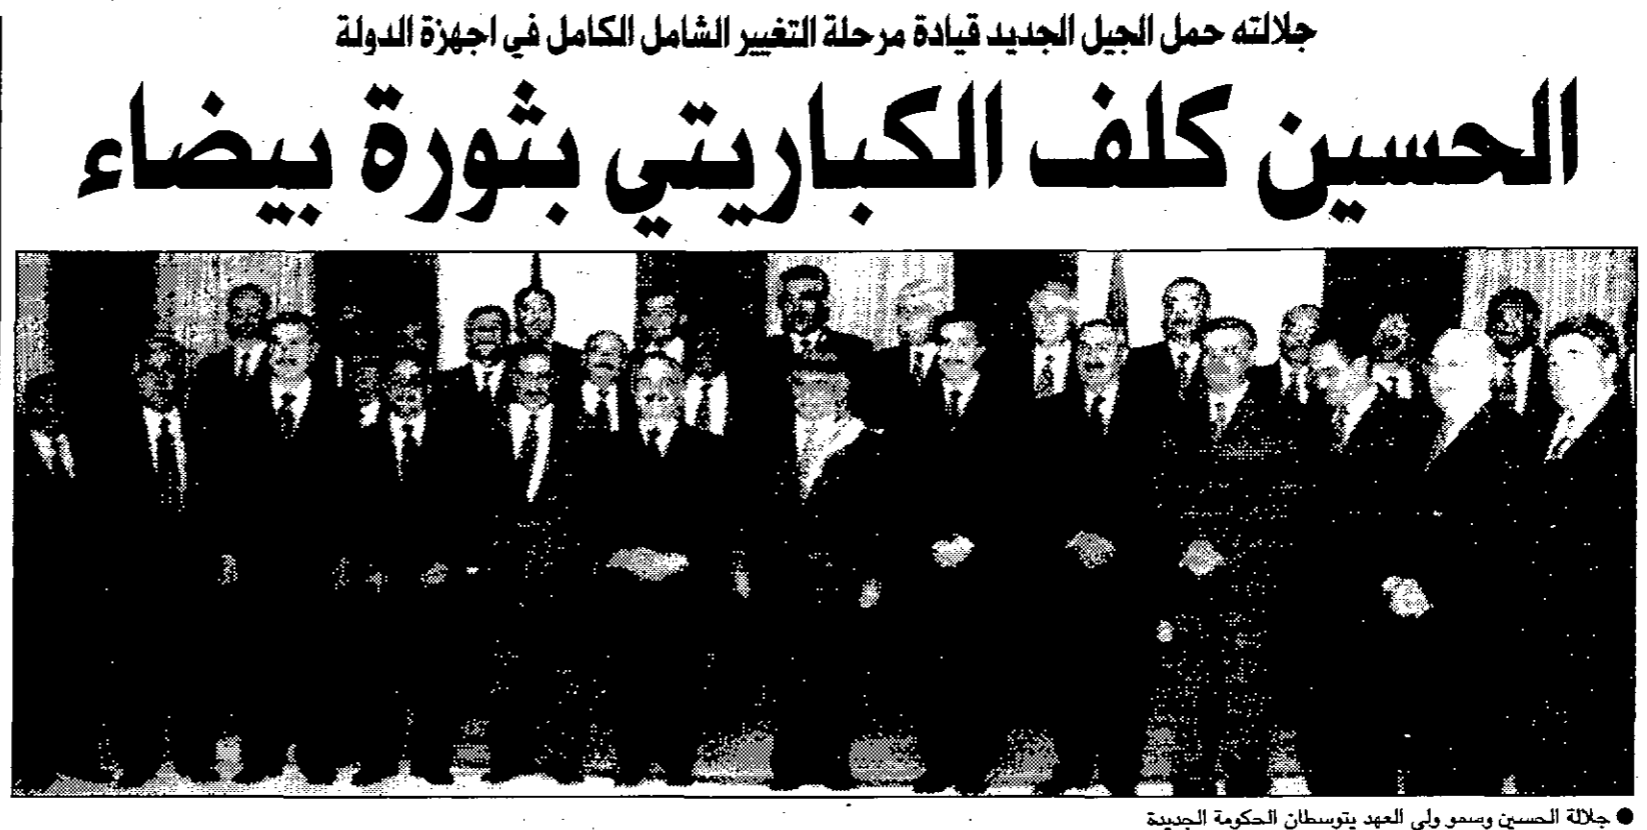 جلالته حمل الجيل الجديد قيادة مرحلة التغيير الشامل الكامل في اجهزة الدولة
الحسين كلف الكباريتي بثورة بيضاء
● جلالة الحسين وسمو ولي العهد يتوسطان الحكومة الجديدة